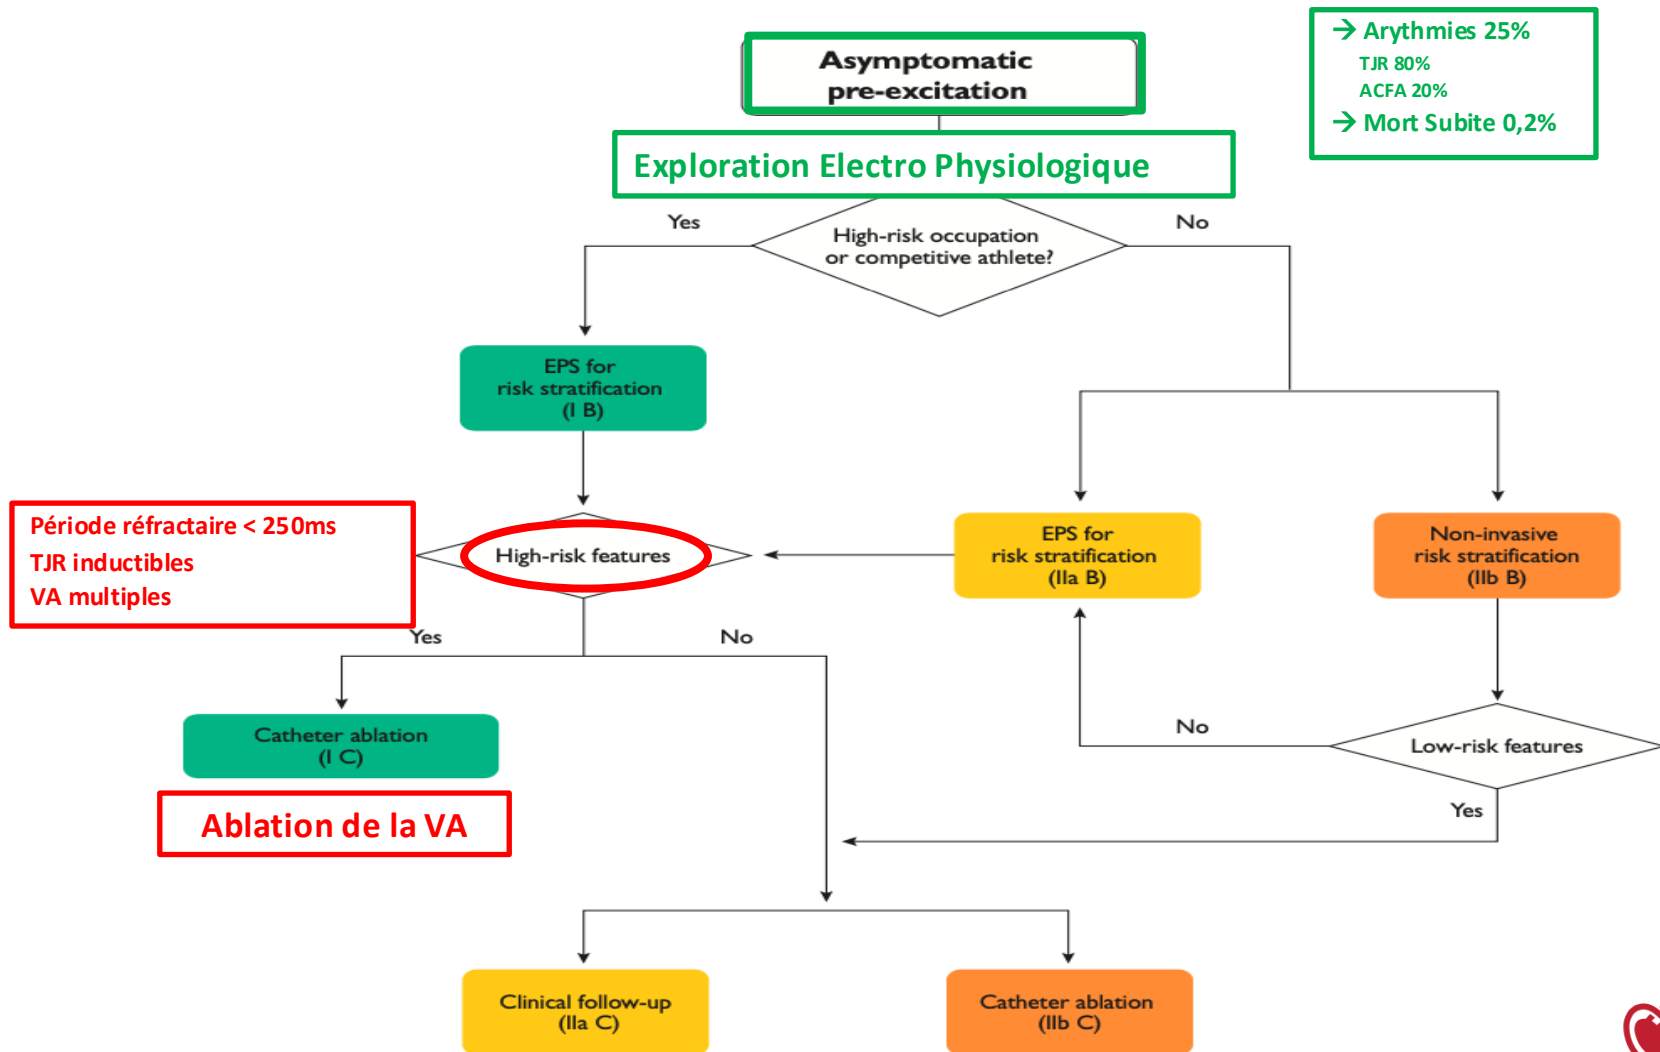 Asymptomatic
pre-excitation
→ Arythmies 25%
TJR 80%
ACFA 20%
→ Mort Subite 0,2%
Exploration Electro Physiologique
Yes
No
High-risk occupation
or competitive athlete?
EPS for
risk stratification
(I B)
Période réfractaire < 250ms
TJR inductibles
VA multiples
High-risk features
EPS for
risk stratification
(IIa B)
Non-invasive
risk stratification
(IIb B)
Yes
No
Catheter ablation
(I C)
No
Low-risk features
Ablation de la VA
Yes
Clinical follow-up
(IIa C)
Catheter ablation
(IIb C)